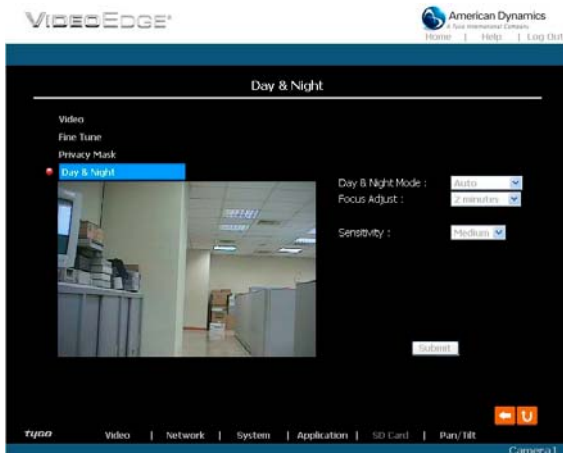 VIDEOEDGE®
American Dynamics
A Tyco International Company
Home | Help | Log Out
Day & Night
Video
Fine Tune
Privacy Mask
Day & Night
Day & Night Mode : Auto
Focus Adjust : 2 minutes
Sensitivity : Medium
Submit
tyco Video | Network | System | Application | SD Card | Pan/Tilt
Camera1